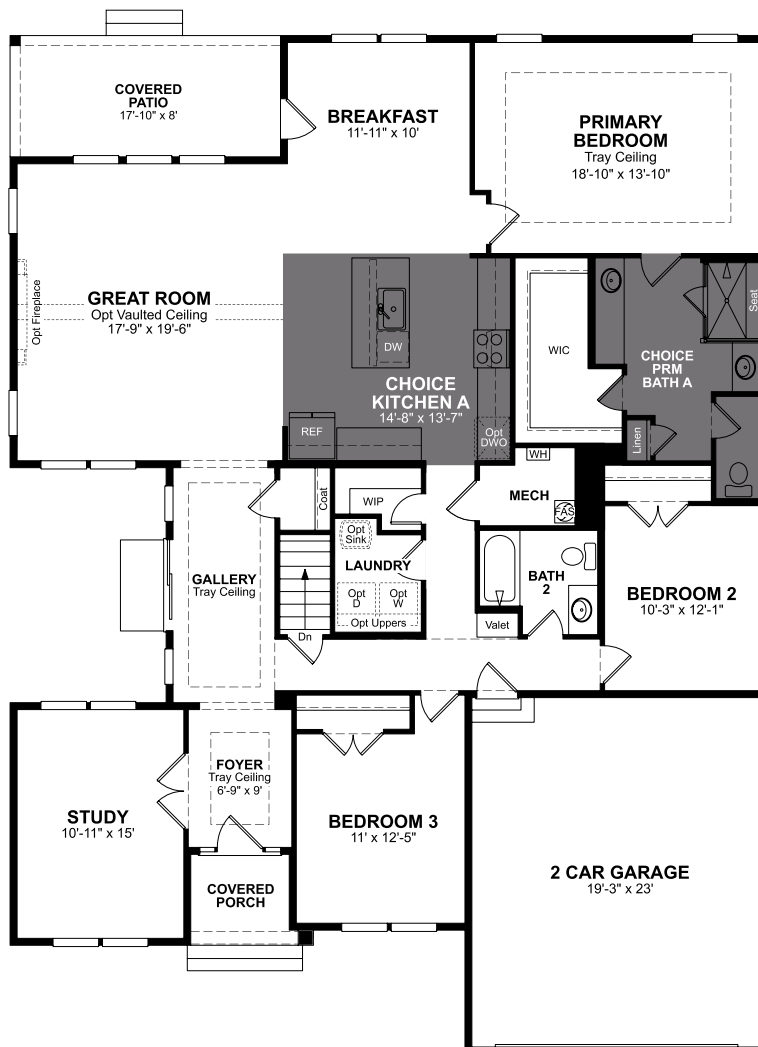 COVERED
PATIO
17'-10" x 8'
BREAKFAST
11'-11" x 10'
PRIMARY
BEDROOM
Tray Ceiling
18'-10" x 13'-10"
GREAT ROOM
Opt Vaulted Ceiling
17'-9" x 19'-6"
Opt Fireplace
DW
CHOICE
KITCHEN A
14'-8" x 13'-7"
REF
Opt
DWO
WIC
CHOICE
PRM
BATH A
Seat
Linen
WH
MECH
FAS
Coat
WIP
Opt
Sink
LAUNDRY
Opt
D
Opt
W
Opt Uppers
GALLERY
Tray Ceiling
Dn
BATH
2
Valet
BEDROOM 2
10'-3" x 12'-1"
FOYER
Tray Ceiling
6'-9" x 9'
STUDY
10'-11" x 15'
BEDROOM 3
11' x 12'-5"
COVERED
PORCH
2 CAR GARAGE
19'-3" x 23'